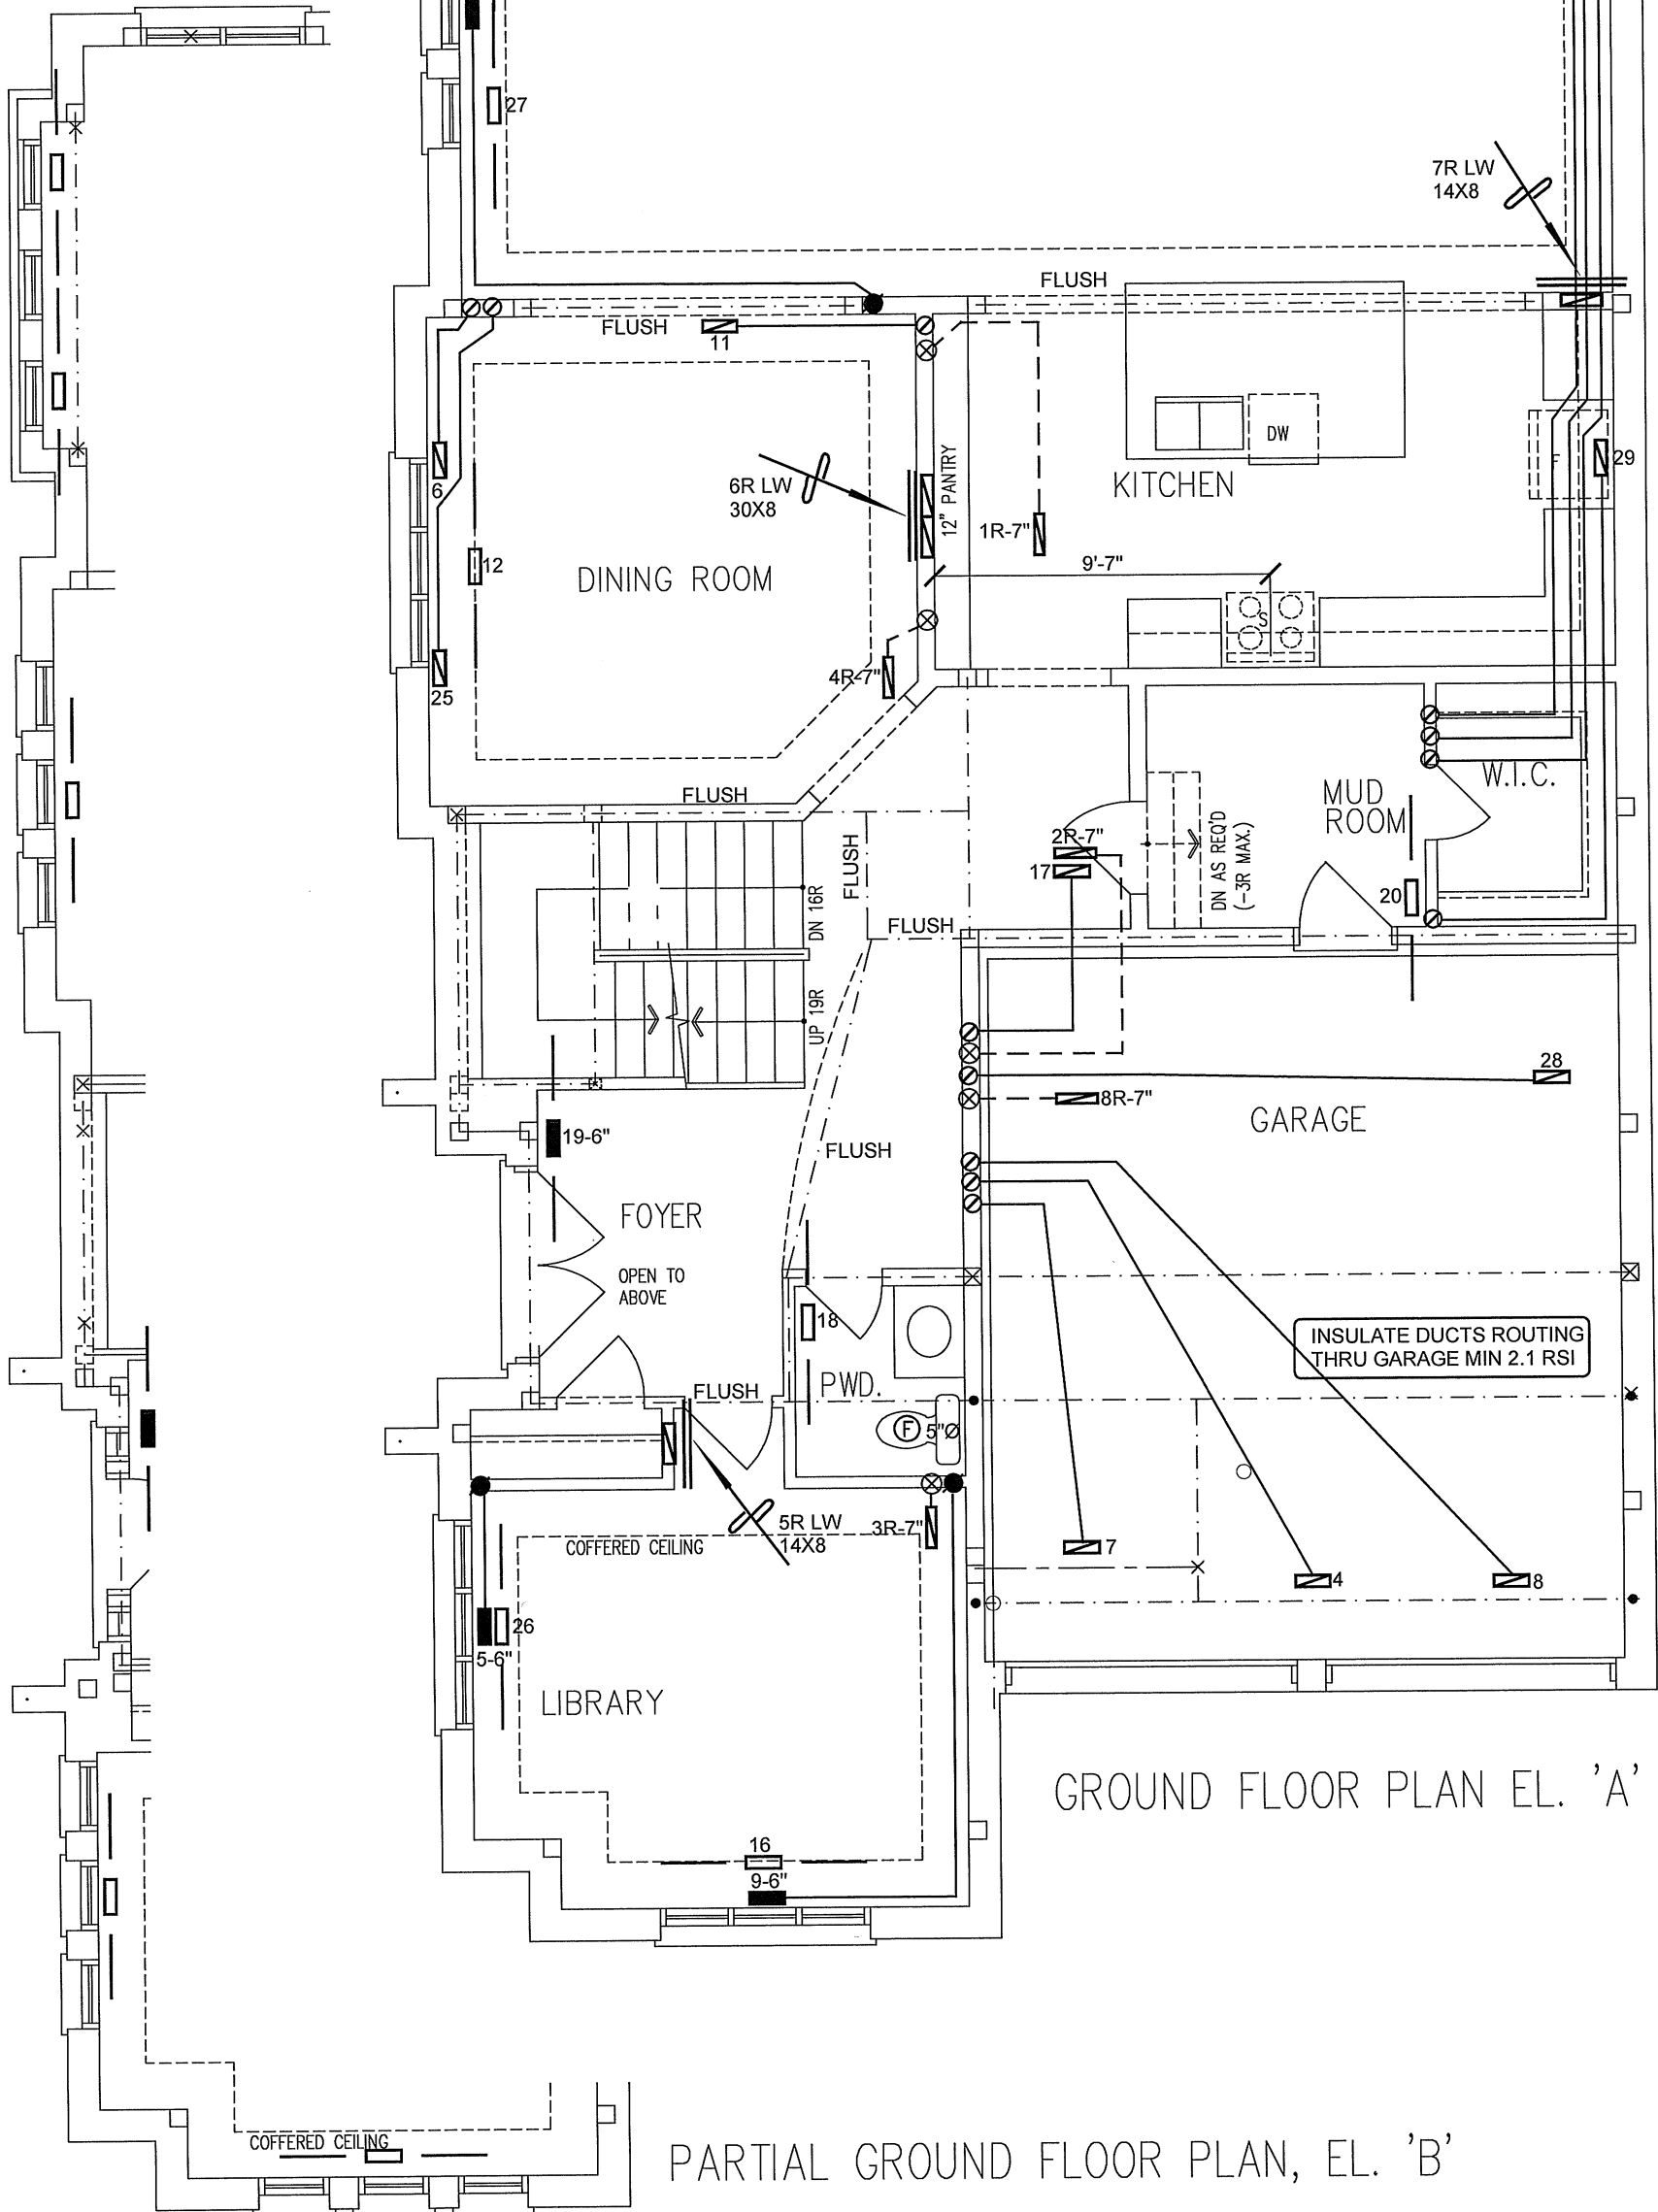 27
7R LW
14X8
FLUSH
FLUSH
11
DW
6
6R LW
30X8
12" PANTRY
KITCHEN
F
29
1R-7"
9'-7"
12
DINING ROOM
S
4R-7"
25
FLUSH
W.I.C.
MUD
ROOM
FLUSH
2R-7"
17
DN AS REQ'D
(-3R MAX.)
20
DN 16R
FLUSH
UP 19R
28
8R-7"
GARAGE
19-6"
FLUSH
FOYER
OPEN TO
ABOVE
18
INSULATE DUCTS ROUTING
THRU GARAGE MIN 2.1 RSI
PWD.
FLUSH
F
5"Ø
5R LW
14X8
3R-7"
COFFERED CEILING
7
4
8
26
5-6"
LIBRARY
GROUND FLOOR PLAN EL. 'A'
16
9-6"
COFFERED CEILING
PARTIAL GROUND FLOOR PLAN, EL. 'B'